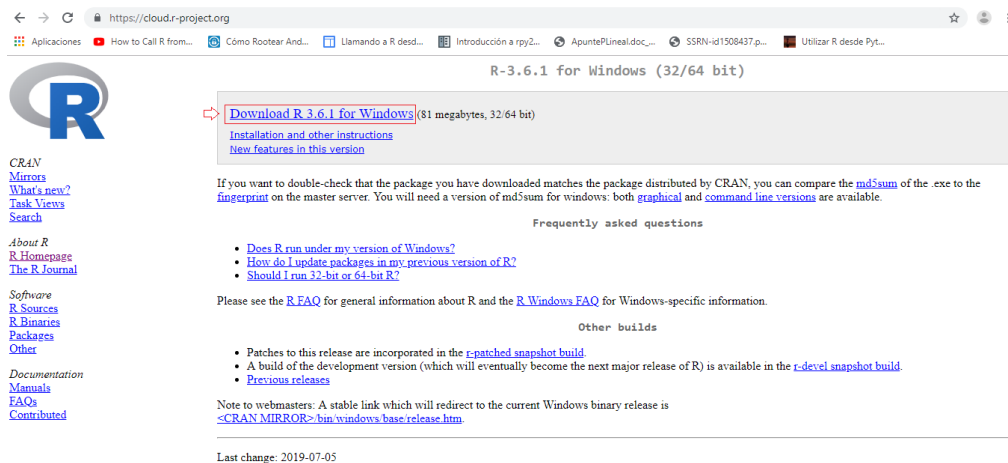 https://cloud.r-project.org
Aplicaciones
How to Call R from...
Cómo Rootear And...
Llamando a R desd...
Introducción a rpy2...
ApuntePLineal.doc_...
SSRN-id1508437.p...
Utilizar R desde Pyt...
R
CRAN
Mirrors
What's new?
Task Views
Search
About R
R Homepage
The R Journal
Software
R Sources
R Binaries
Packages
Other
Documentation
Manuals
FAQs
Contributed
R-3.6.1 for Windows (32/64 bit)
Download R 3.6.1 for Windows (81 megabytes, 32/64 bit)
Installation and other instructions
New features in this version
If you want to double-check that the package you have downloaded matches the package distributed by CRAN, you can compare the md5sum of the .exe to the
fingerprint on the master server. You will need a version of md5sum for windows: both graphical and command line versions are available.
Frequently asked questions
• Does R run under my version of Windows?
• How do I update packages in my previous version of R?
• Should I run 32-bit or 64-bit R?
Please see the R FAQ for general information about R and the R Windows FAQ for Windows-specific information.
Other builds
• Patches to this release are incorporated in the r-patched snapshot build.
• A build of the development version (which will eventually become the next major release of R) is available in the r-devel snapshot build.
• Previous releases
Note to webmasters: A stable link which will redirect to the current Windows binary release is
<CRAN MIRROR>/bin/windows/base/release.htm.
Last change: 2019-07-05